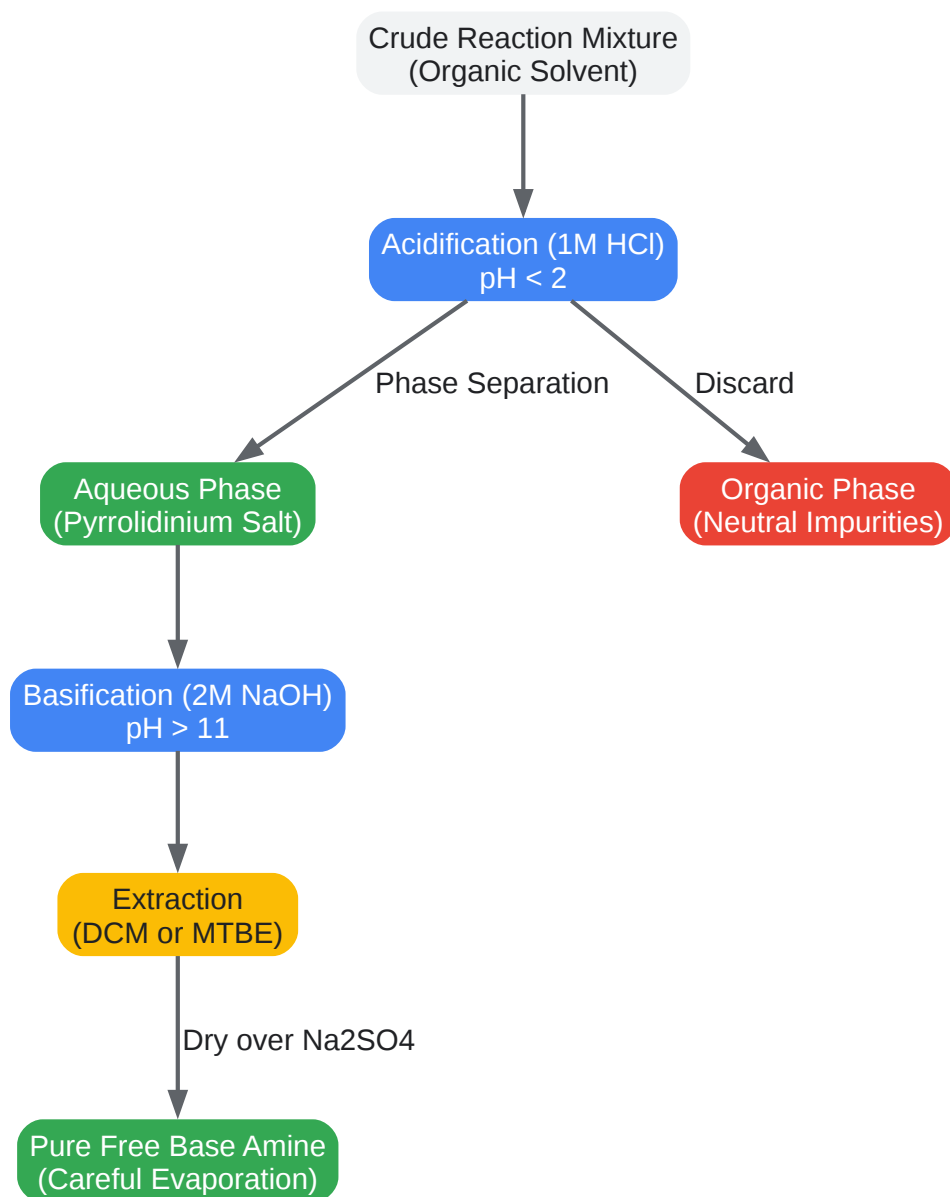 Crude Reaction Mixture
(Organic Solvent)
Acidification (1M HCl)
pH < 2
Phase Separation
Discard
Aqueous Phase
(Pyrrolidinium Salt)
Organic Phase
(Neutral Impurities)
Basification (2M NaOH)
pH > 11
Extraction
(DCM or MTBE)
Dry over Na2SO4
Pure Free Base Amine
(Careful Evaporation)